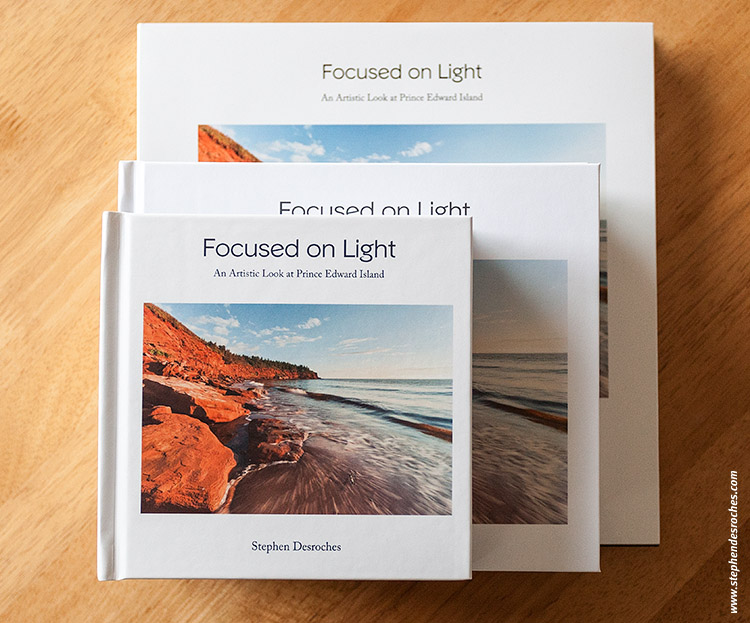 Focused on Light
An Artistic Look at Prince Edward Island
Focused on Light
Focused on Light
An Artistic Look at Prince Edward Island
Stephen Desroches
www.stephendesroches.com